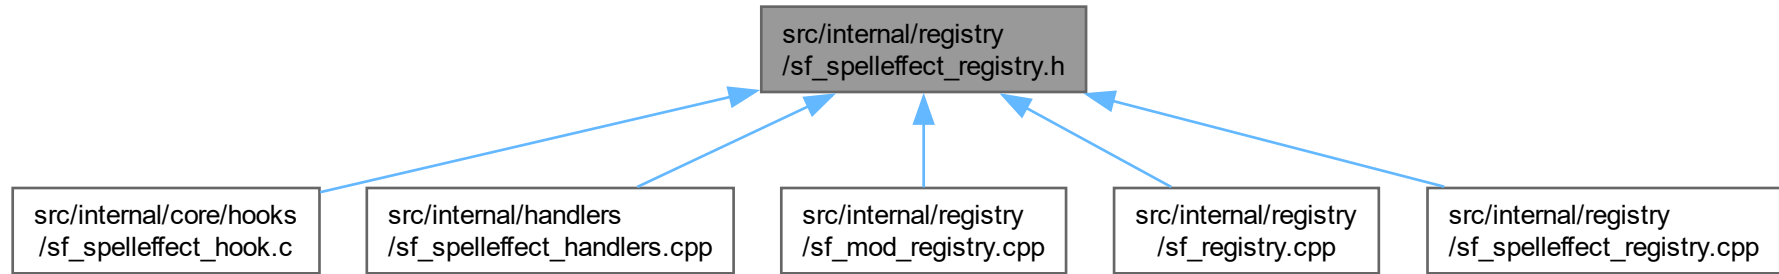 src/internal/registry
/sf_spelleffect_registry.h
src/internal/core/hooks
/sf_spelleffect_hook.c
src/internal/handlers
/sf_spelleffect_handlers.cpp
src/internal/registry
/sf_mod_registry.cpp
src/internal/registry
/sf_registry.cpp
src/internal/registry
/sf_spelleffect_registry.cpp